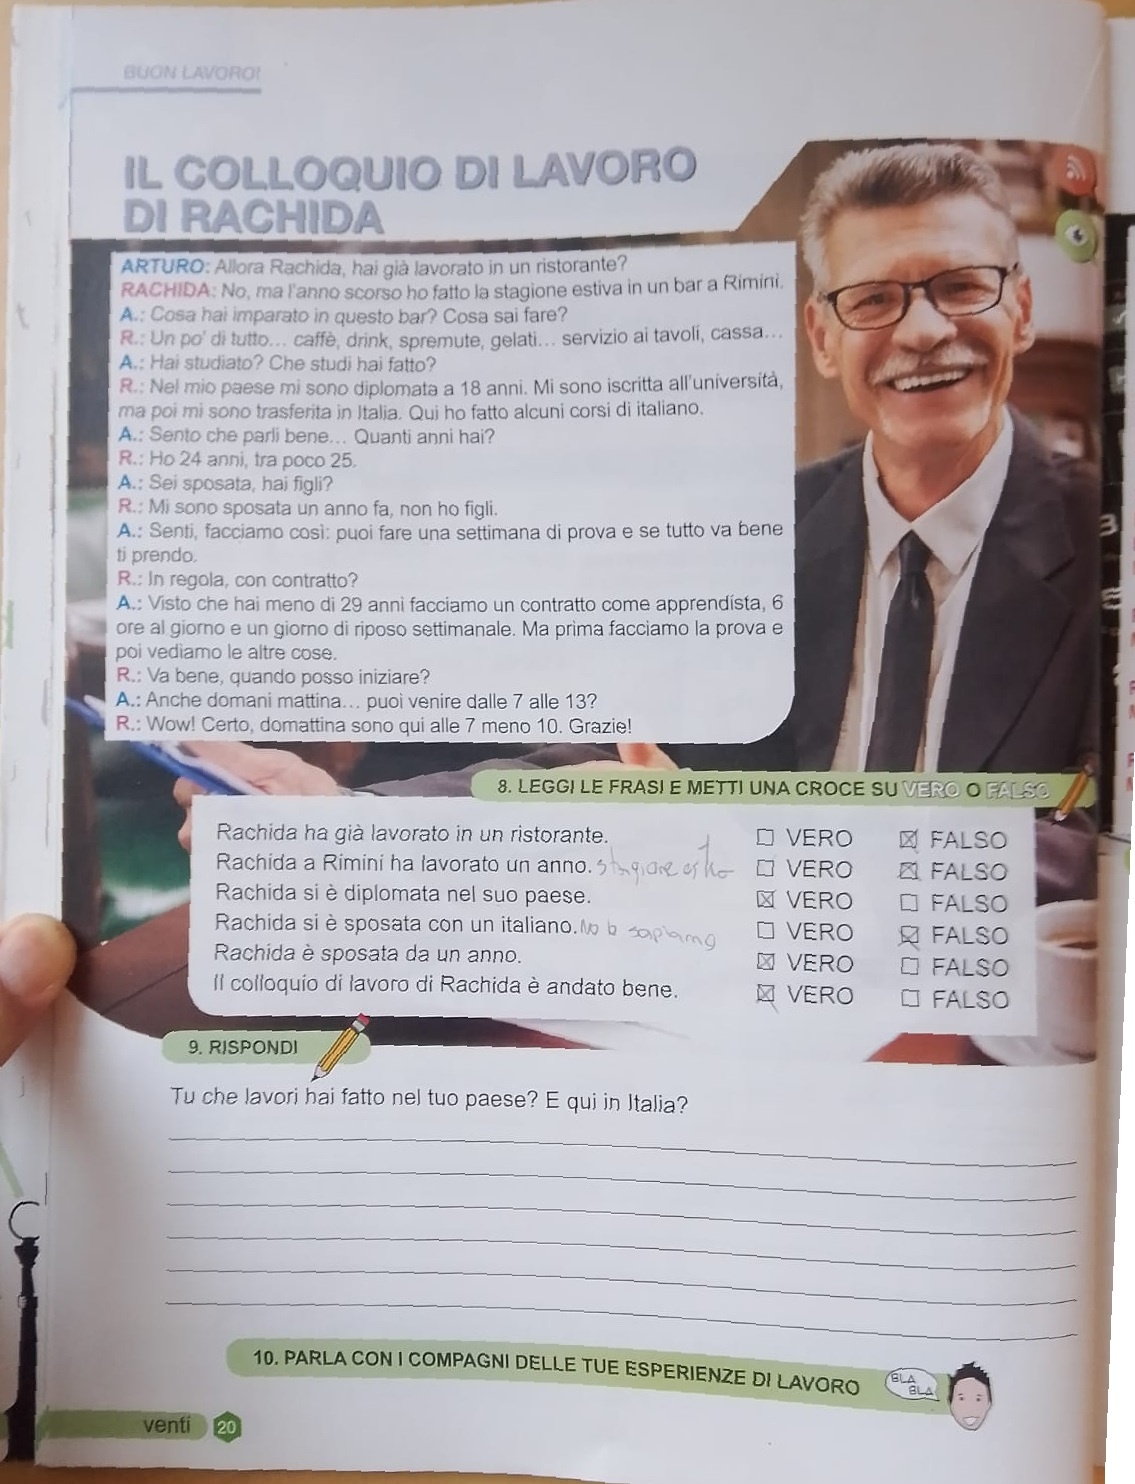 BUON LAVORO!
IL COLLOQUIO DI LAVORO
DI RACHIDA
ARTURO: Allora Rachida, hai già lavorato in un ristorante?
RACHIDA: No, ma l'anno scorso ho fatto la stagione estiva in un bar a Rimini.
A.: Cosa hai imparato in questo bar? Cosa sai fare?
R.: Un po' di tutto... caffè, drink, spremute, gelati... servizio ai tavoli, cassa...
A.: Hai studiato? Che studi hai fatto?
R.: Nel mio paese mi sono diplomata a 18 anni. Mi sono iscritta all'università,
ma poi mi sono trasferita in Italia. Qui ho fatto alcuni corsi di italiano.
A.: Sento che parli bene... Quanti anni hai?
R.: Ho 24 anni, tra poco 25.
A.: Sei sposata, hai figli?
R.: Mi sono sposata un anno fa, non ho figli.
A.: Senti, facciamo così: puoi fare una settimana di prova e se tutto va bene
ti prendo.
R.: In regola, con contratto?
A.: Visto che hai meno di 29 anni facciamo un contratto come apprendista, 6
ore al giorno e un giorno di riposo settimanale. Ma prima facciamo la prova e
poi vediamo le altre cose.
R.: Va bene, quando posso iniziare?
A.: Anche domani mattina... puoi venire dalle 7 alle 13?
R.: Wow! Certo, domattina sono qui alle 7 meno 10. Grazie!
8. LEGGI LE FRASI E METTI UNA CROCE SU VERO O FALSO
Rachida ha già lavorato in un ristorante. VERO FALSO
Rachida a Rimini ha lavorato un anno. VERO FALSO
Rachida si è diplomata nel suo paese. VERO FALSO
Rachida si è sposata con un italiano. No lo sapiamo VERO FALSO
Rachida è sposata da un anno. VERO FALSO
Il colloquio di lavoro di Rachida è andato bene. VERO FALSO
9. RISPONDI
Tu che lavori hai fatto nel tuo paese? E qui in Italia?
10. PARLA CON I COMPAGNI DELLE TUE ESPERIENZE DI LAVORO
BLA
BLA
venti 20